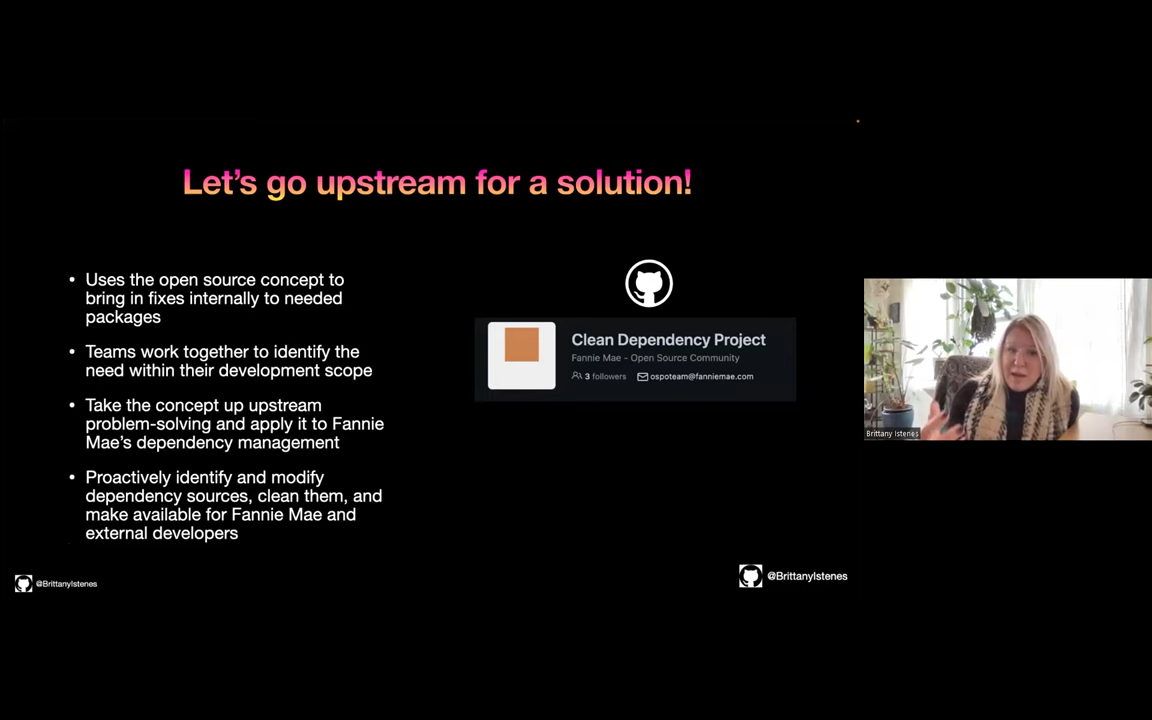 Let's go upstream for a solution!
• Uses the open source concept to
bring in fixes internally to needed
packages
• Teams work together to identify the
need within their development scope
• Take the concept up upstream
problem-solving and apply it to Fannie
Mae's dependency management
• Proactively identify and modify
dependency sources, clean them, and
make available for Fannie Mae and
external developers
Clean Dependency Project
Fannie Mae - Open Source Community
3 followers ospoteam@fanniemae.com
Brittany Istenes
@BrittanyIstenes
@BrittanyIstenes